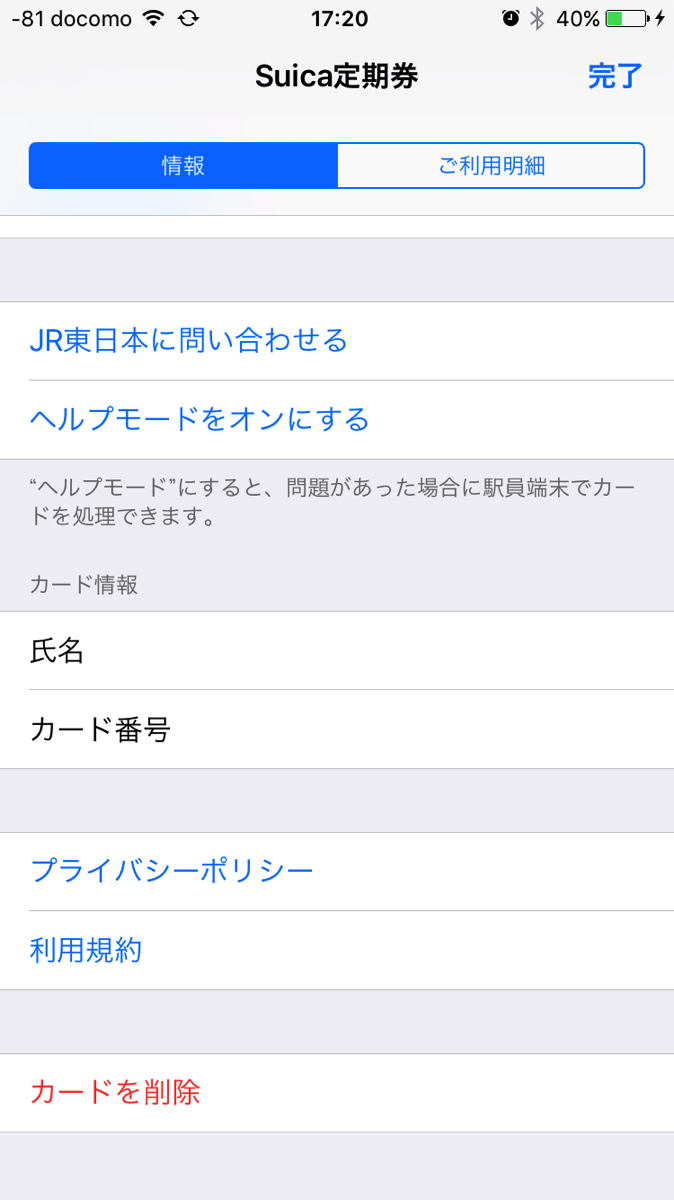 -81 docomo 17:20 40%
Suica定期券 完了
情報 ご利用明細
JR東日本に問い合わせる
ヘルプモードをオンにする
“ヘルプモード”にすると、問題があった場合に駅員端末でカー
ドを処理できます。
カード情報
氏名
カード番号
プライバシーポリシー
利用規約
カードを削除